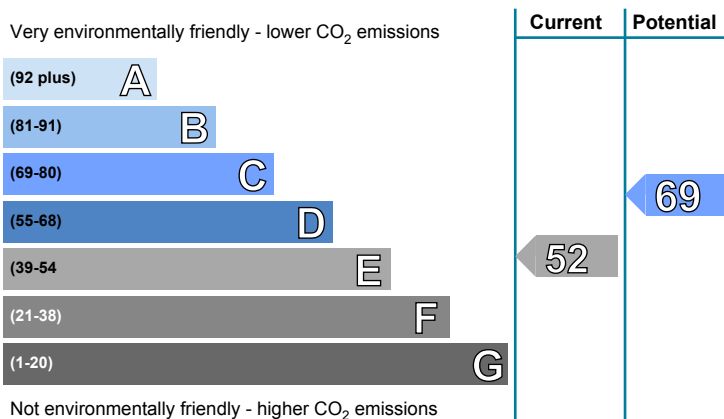 Current Potential
Very environmentally friendly - lower CO2 emissions
(92 plus) A
(81-91) B
(69-80) C
69
(55-68) D
(39-54 E
52
(21-38) F
(1-20) G
Not environmentally friendly - higher CO2 emissions